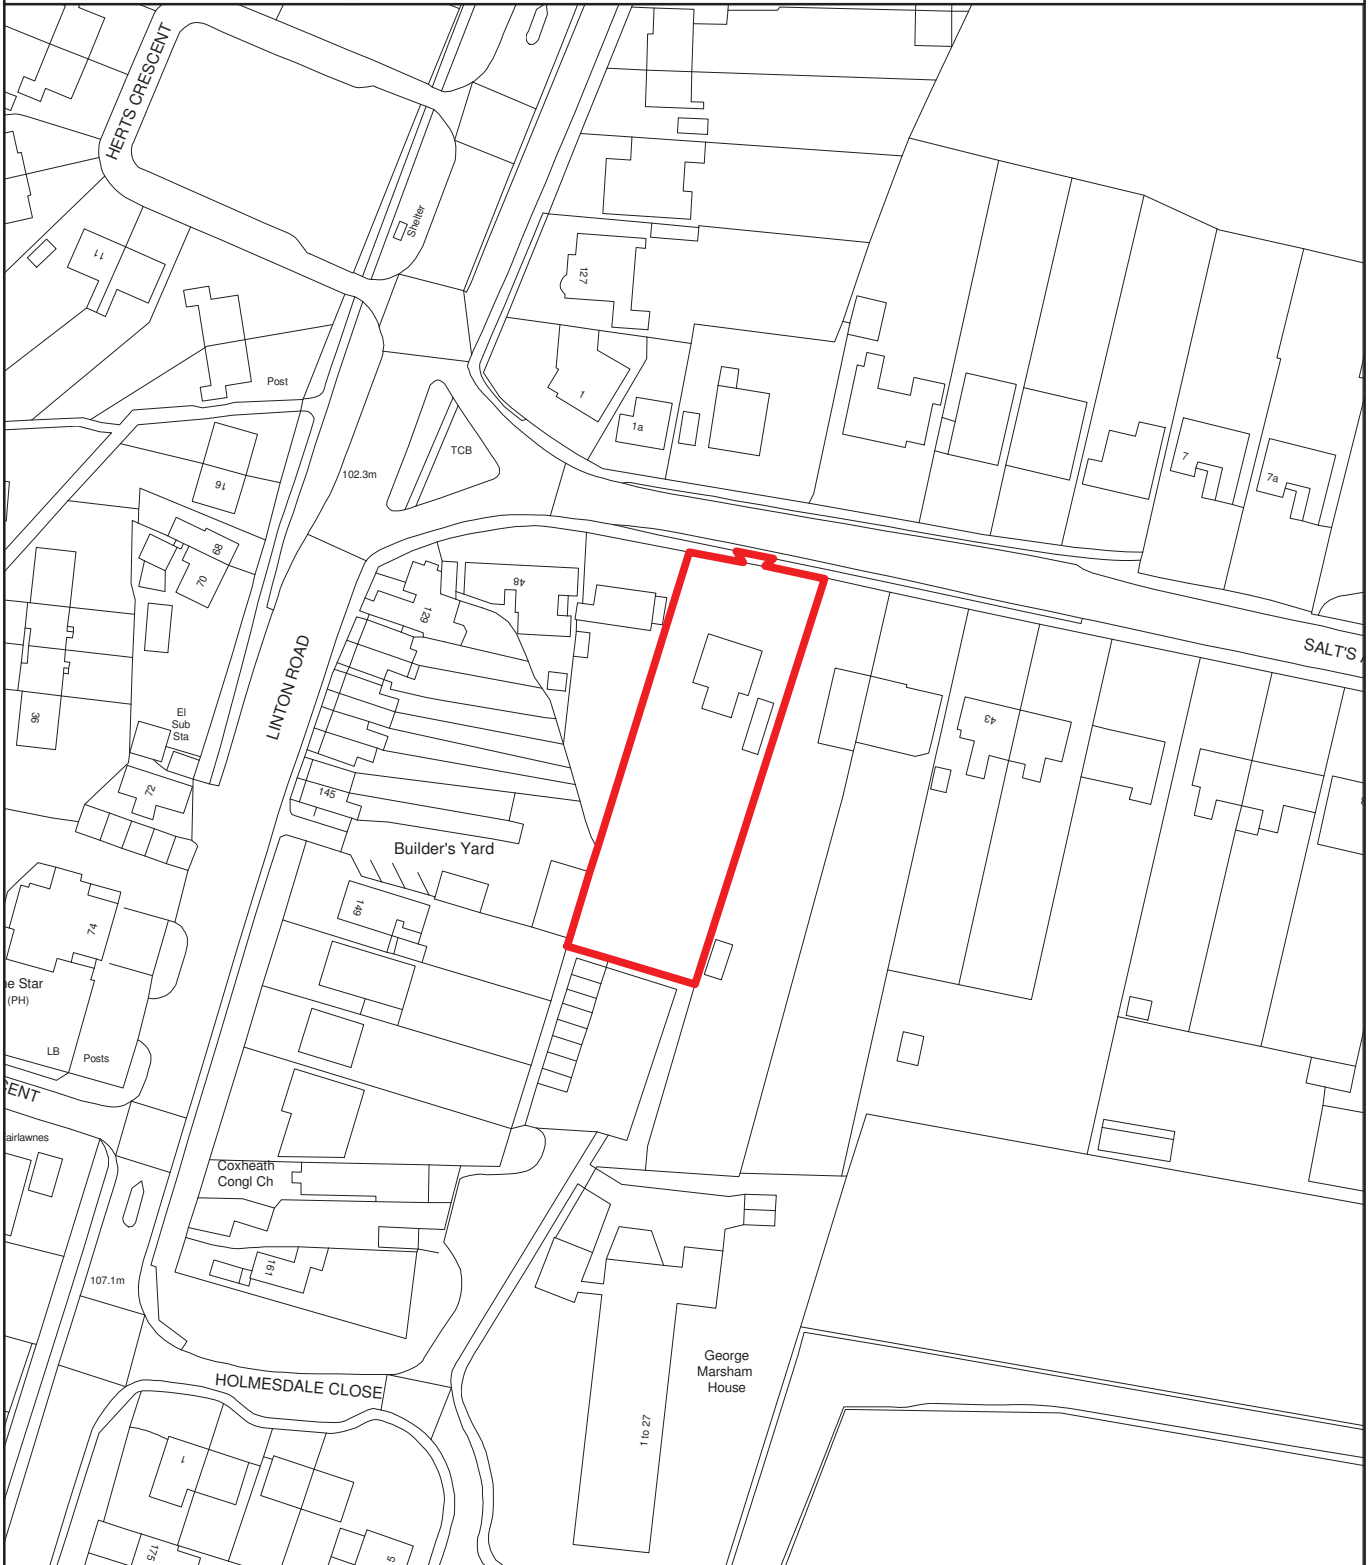 HERTS CRESCENT
Shelter
11
127
Post
1
1a
TCB
102.3m
16
7
7a
68
70
48
129
SALT'S
LINTON ROAD
El
Sub
Sta
36
43
72
145
Builder's Yard
149
74
e Star
(PH)
LB
Posts
CENT
airlawnes
Coxheath
Congl Ch
161
107.1m
George
Marsham
House
HOLMESDALE CLOSE
1 to 27
1
175
5